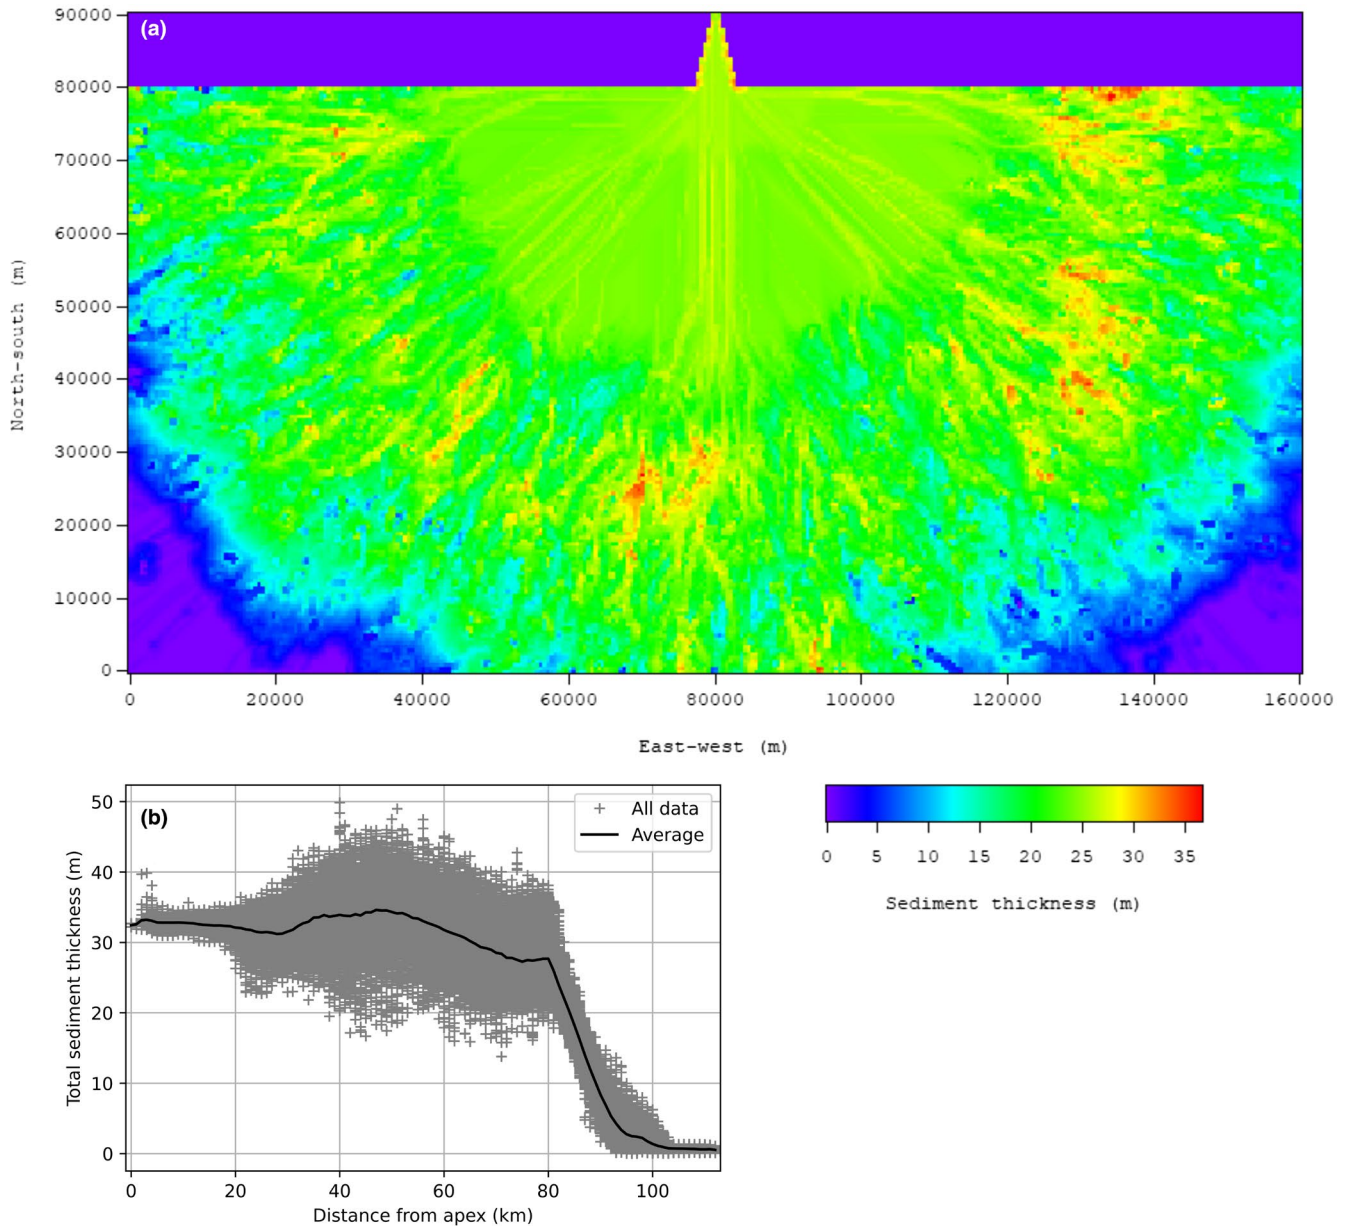 (a)
90000
80000
70000
60000
50000
40000
30000
20000
10000
0
North-south (m)
0 20000 40000 60000 80000 100000 120000 140000 160000
East-west (m)
(b)
All data
Average
50
40
30
20
10
0
Total sediment thickness (m)
0 20 40 60 80 100
Distance from apex (km)
0 5 10 15 20 25 30 35
Sediment thickness (m)